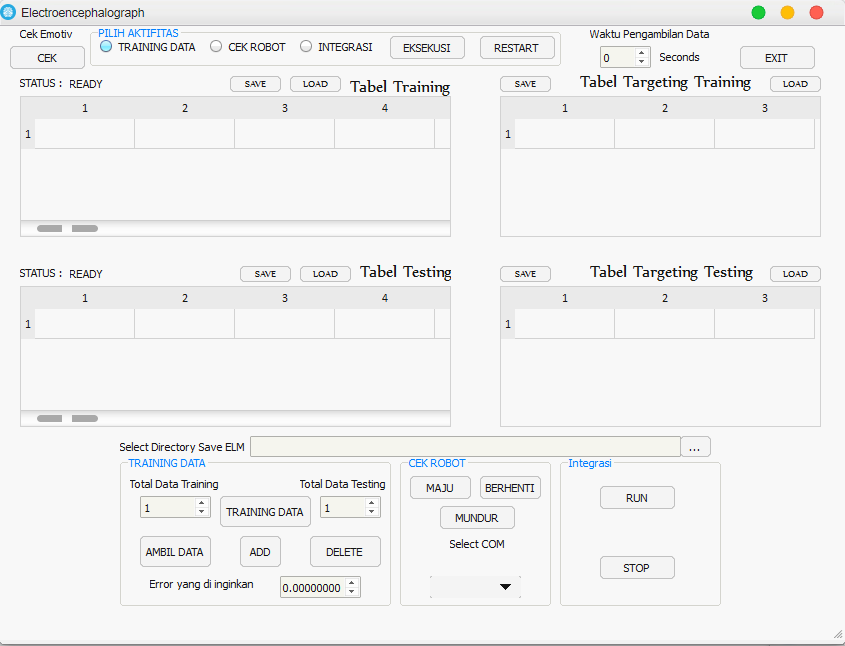 Electroencephalograph
Cek Emotiv
PILIH AKTIFITAS
Waktu Pengambilan Data
CEK
TRAINING DATA
CEK ROBOT
INTEGRASI
EKSEKUSI
RESTART
0
Seconds
EXIT
STATUS : READY
SAVE
LOAD
Tabel Training
SAVE
Tabel Targeting Training
LOAD
1 2 3 4
1
1 2 3
1
STATUS : READY
SAVE
LOAD
Tabel Testing
SAVE
Tabel Targeting Testing
LOAD
1 2 3 4
1
1 2 3
1
Select Directory Save ELM
...
TRAINING DATA
Total Data Training
Total Data Testing
1
TRAINING DATA
1
AMBIL DATA
ADD
DELETE
Error yang di inginkan
0.00000000
CEK ROBOT
MAJU
BERHENTI
MUNDUR
Select COM
Integrasi
RUN
STOP